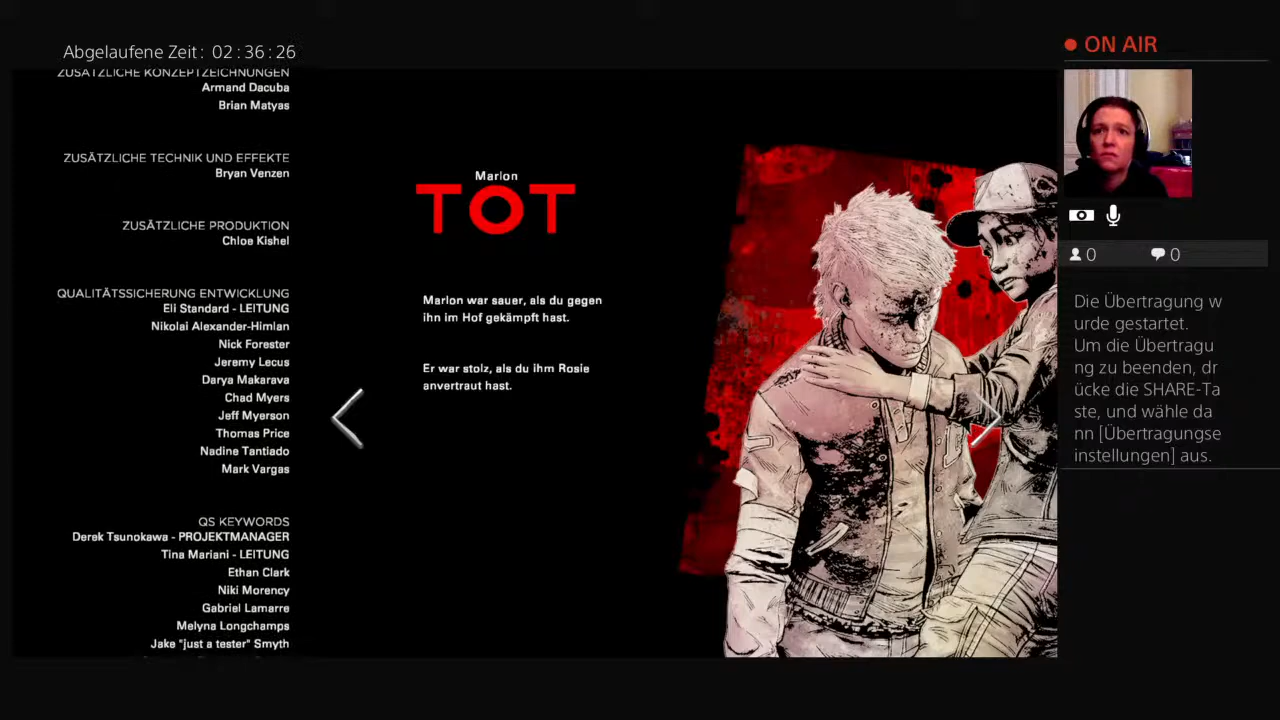 Abgelaufene Zeit: 02:36:26
ON AIR
ZUSÄTZLICHE KONZEPTZEICHNUNGEN
Armand Dacuba
Brian Matyas
ZUSÄTZLICHE TECHNIK UND EFFEKTE
Bryan Venzen
ZUSÄTZLICHE PRODUKTION
Chloe Kishel
QUALITÄTSSICHERUNG ENTWICKLUNG
Eli Standard - LEITUNG
Nikolai Alexander-Himlan
Nick Forester
Jeremy Lecus
Darya Makarava
Chad Myers
Jeff Myerson
Thomas Price
Nadine Tantiado
Mark Vargas
QS KEYWORDS
Derek Tsunokawa - PROJEKTMANAGER
Tina Mariani - LEITUNG
Ethan Clark
Niki Morency
Gabriel Lamarre
Melyna Longchamps
Jake "just a tester" Smyth
Marlon
TOT
Marlon war sauer, als du gegen
ihn im Hof gekämpft hast.
Er war stolz, als du ihm Rosie
anvertraut hast.
0 0
Die Übertragung w
urde gestartet.
Um die Übertragu
ng zu beenden, dr
ücke die SHARE-Ta
ste, und wähle da
nn [Übertragungse
instellungen] aus.